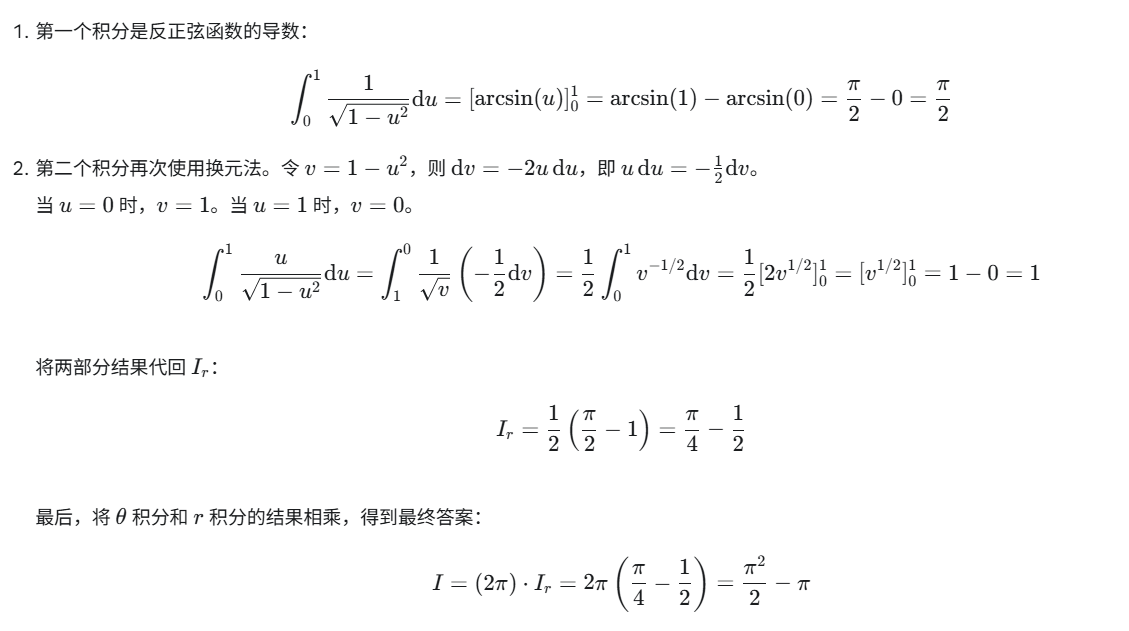 1. 第一个积分是反正弦函数的导数：
$$\int_0^1 \frac{1}{\sqrt{1-u^2}} \mathrm{d}u = [\arcsin(u)]_0^1 = \arcsin(1) - \arcsin(0) = \frac{\pi}{2} - 0 = \frac{\pi}{2}$$
2. 第二个积分再次使用换元法。令 $v = 1 - u^2$，则 $\mathrm{d}v = -2u\,\mathrm{d}u$，即 $u\,\mathrm{d}u = -\frac{1}{2}\mathrm{d}v$。
当 $u = 0$ 时，$v = 1$。当 $u = 1$ 时，$v = 0$。
$$\int_0^1 \frac{u}{\sqrt{1-u^2}} \mathrm{d}u = \int_1^0 \frac{1}{\sqrt{v}} \left(-\frac{1}{2}\mathrm{d}v\right) = \frac{1}{2} \int_0^1 v^{-1/2} \mathrm{d}v = \frac{1}{2}[2v^{1/2}]_0^1 = [v^{1/2}]_0^1 = 1 - 0 = 1$$
将两部分结果代回 $I_r$：
$$I_r = \frac{1}{2}\left(\frac{\pi}{2} - 1\right) = \frac{\pi}{4} - \frac{1}{2}$$
最后，将 $\theta$ 积分和 $r$ 积分的结果相乘，得到最终答案：
$$I = (2\pi) \cdot I_r = 2\pi \left(\frac{\pi}{4} - \frac{1}{2}\right) = \frac{\pi^2}{2} - \pi$$